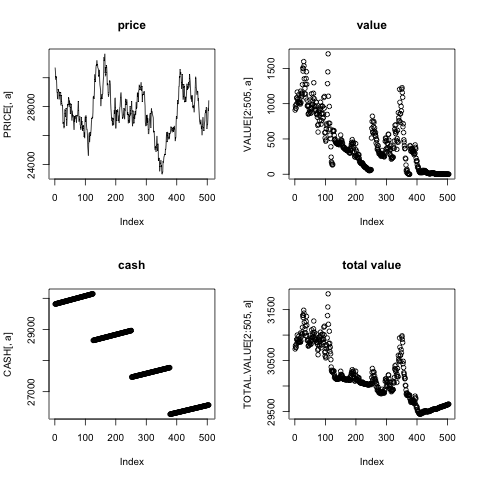 price
PRICE[, a]
24000
28000
0 100 200 300 400 500
Index
value
VALUE[2:505, a]
0
500
1000
1500
0 100 200 300 400 500
Index
cash
CASH[, a]
27000
29000
0 100 200 300 400 500
Index
total value
TOTAL.VALUE[2:505, a]
29500
30500
31500
0 100 200 300 400 500
Index